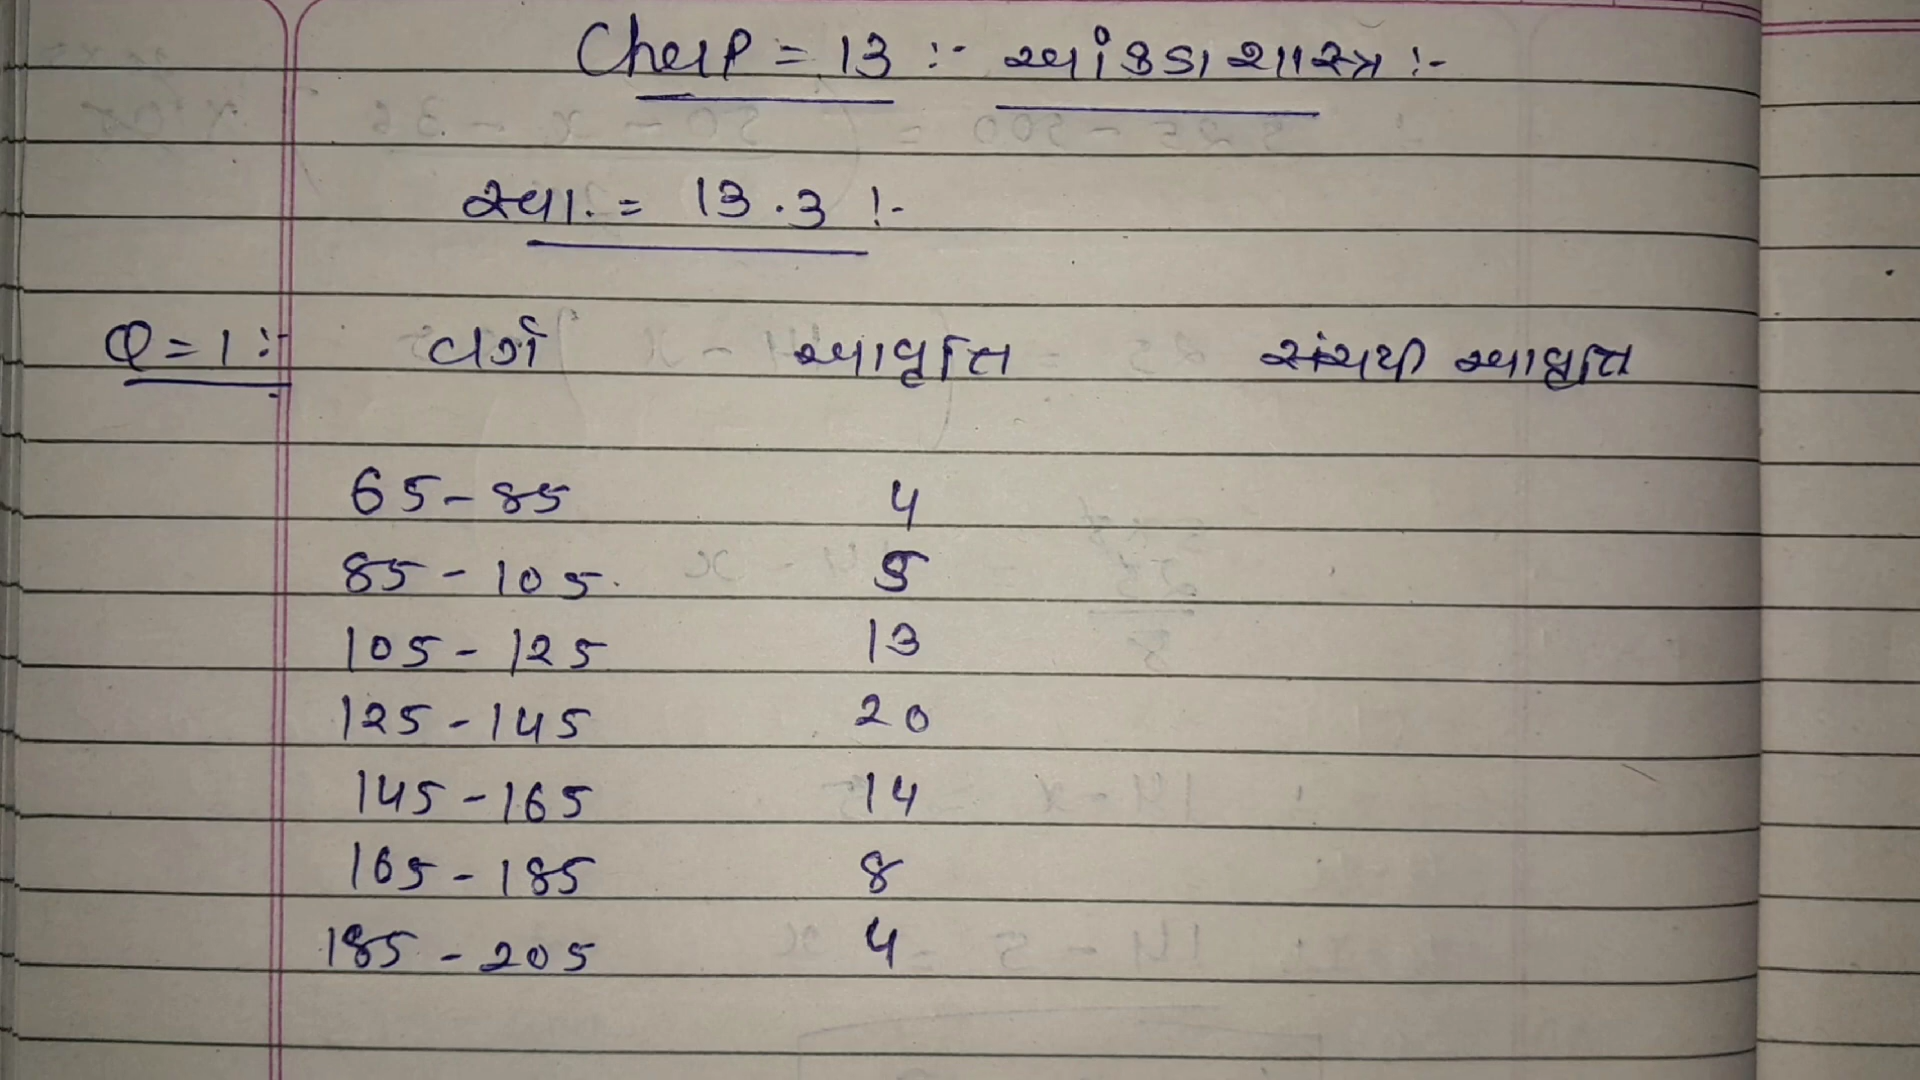 Chap = 13 :- આંકડાશાસ્ત્ર :-
સ્વા. = 13.3 :-
Q=1 :- વર્ગ આવૃત્તિ સંચયી આવૃત્તિ
65-85 4
85-105 5
105-125 13
125-145 20
145-165 14
165-185 8
185-205 4